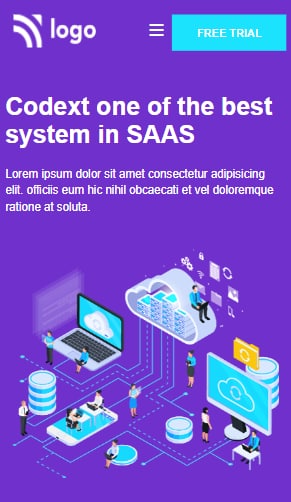 logo
FREE TRIAL
Codext one of the best
system in SAAS
Lorem ipsum dolor sit amet consectetur adipisicing
elit. officiis eum hic nihil obcaecati et vel doloremque
ratione at soluta.